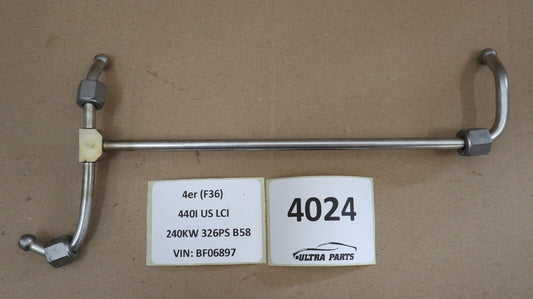 4er (F36)
440I US LCI
240KW 326PS B58
VIN: BF06897
4024
ULTRA PARTS